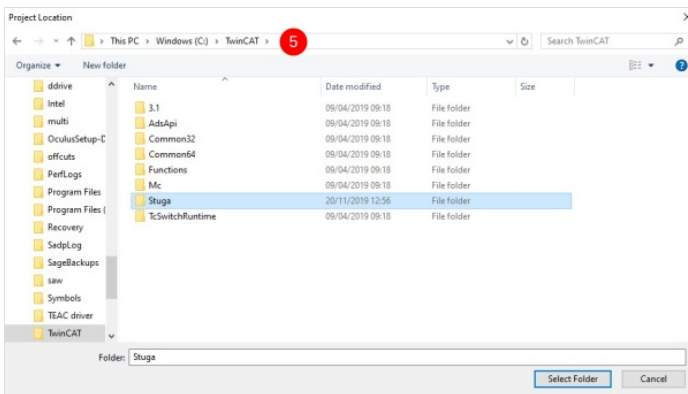 Project Location
This PC > Windows (C:) > TwinCAT >
5
Search TwinCAT
Organize
New folder
Name Date modified Type Size
ddrive
Intel
multi
OculusSetup-D
offcuts
PerfLogs
Program Files
Program Files (
Recovery
SadpLog
SageBackups
saw
Symbols
TEAC driver
TwinCAT
3.1 09/04/2019 09:18 File folder
AdsApi 09/04/2019 09:18 File folder
Common32 09/04/2019 09:18 File folder
Common64 09/04/2019 09:18 File folder
Functions 09/04/2019 09:18 File folder
Mc 09/04/2019 09:18 File folder
Stuga 20/11/2019 12:56 File folder
TcSwitchRuntime 09/04/2019 09:18 File folder
Folder: Stuga
Select Folder
Cancel